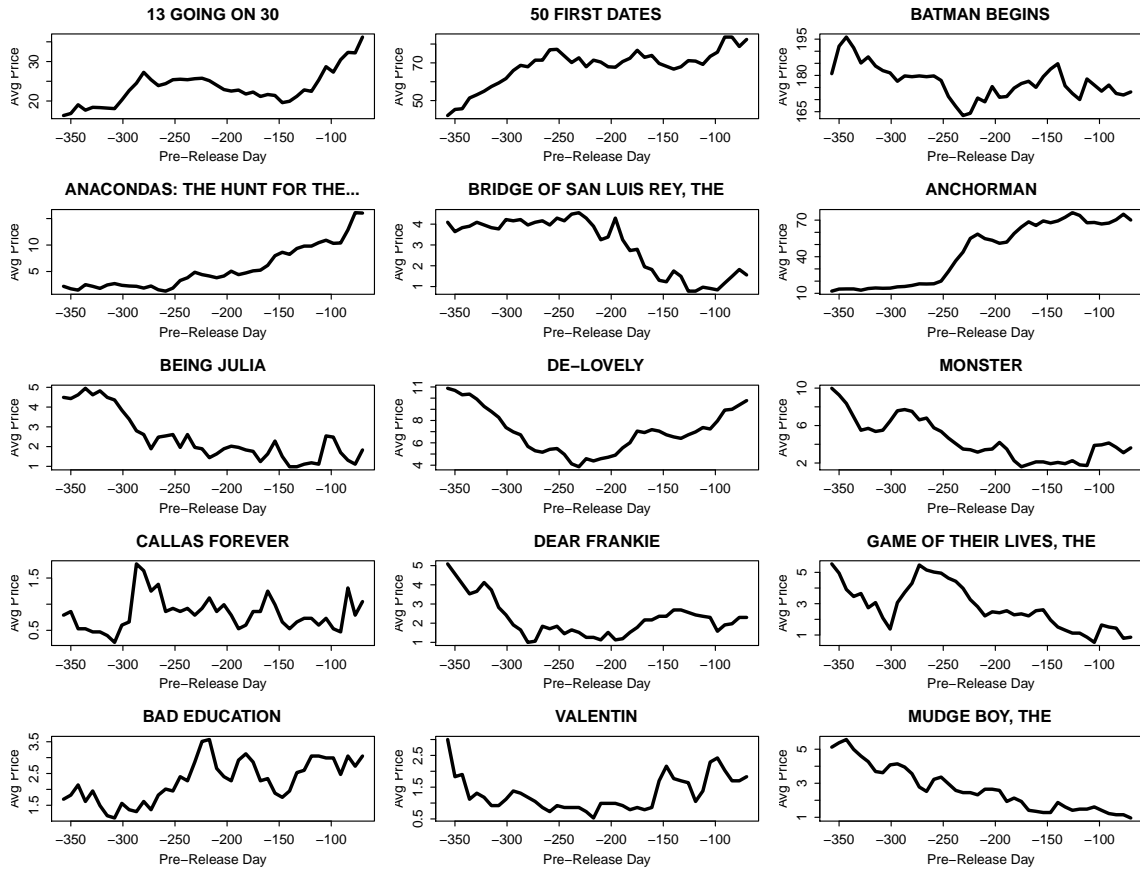 13 GOING ON 30
Avg Price
30
20
−350 −300 −250 −200 −150 −100
Pre−Release Day
50 FIRST DATES
Avg Price
70
50
−350 −300 −250 −200 −150 −100
Pre−Release Day
BATMAN BEGINS
Avg Price
195
180
165
−350 −300 −250 −200 −150 −100
Pre−Release Day
ANACONDAS: THE HUNT FOR THE...
Avg Price
10
5
−350 −300 −250 −200 −150 −100
Pre−Release Day
BRIDGE OF SAN LUIS REY, THE
Avg Price
4
3
2
1
−350 −300 −250 −200 −150 −100
Pre−Release Day
ANCHORMAN
Avg Price
70
40
10
−350 −300 −250 −200 −150 −100
Pre−Release Day
BEING JULIA
Avg Price
5
4
3
2
1
−350 −300 −250 −200 −150 −100
Pre−Release Day
DE−LOVELY
Avg Price
11
8
6
4
−350 −300 −250 −200 −150 −100
Pre−Release Day
MONSTER
Avg Price
10
6
2
−350 −300 −250 −200 −150 −100
Pre−Release Day
CALLAS FOREVER
Avg Price
1.5
0.5
−350 −300 −250 −200 −150 −100
Pre−Release Day
DEAR FRANKIE
Avg Price
5
4
3
2
1
−350 −300 −250 −200 −150 −100
Pre−Release Day
GAME OF THEIR LIVES, THE
Avg Price
5
3
1
−350 −300 −250 −200 −150 −100
Pre−Release Day
BAD EDUCATION
Avg Price
3.5
2.5
1.5
−350 −300 −250 −200 −150 −100
Pre−Release Day
VALENTIN
Avg Price
2.5
1.5
0.5
−350 −300 −250 −200 −150 −100
Pre−Release Day
MUDGE BOY, THE
Avg Price
5
3
1
−350 −300 −250 −200 −150 −100
Pre−Release Day